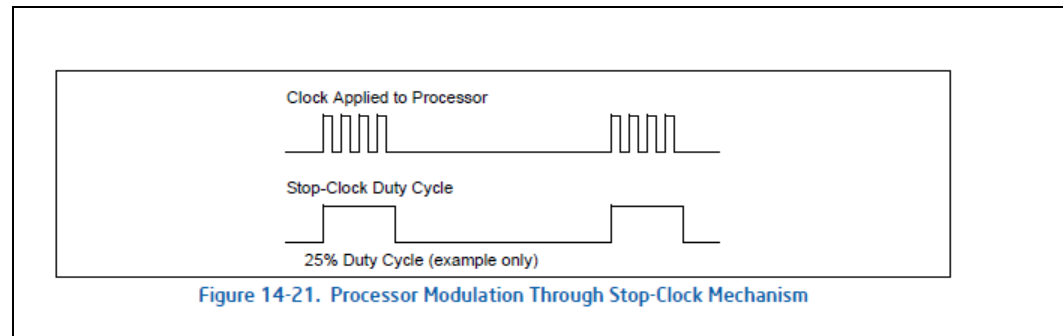 Clock Applied to Processor
Stop-Clock Duty Cycle
25% Duty Cycle (example only)
Figure 14-21. Processor Modulation Through Stop-Clock Mechanism